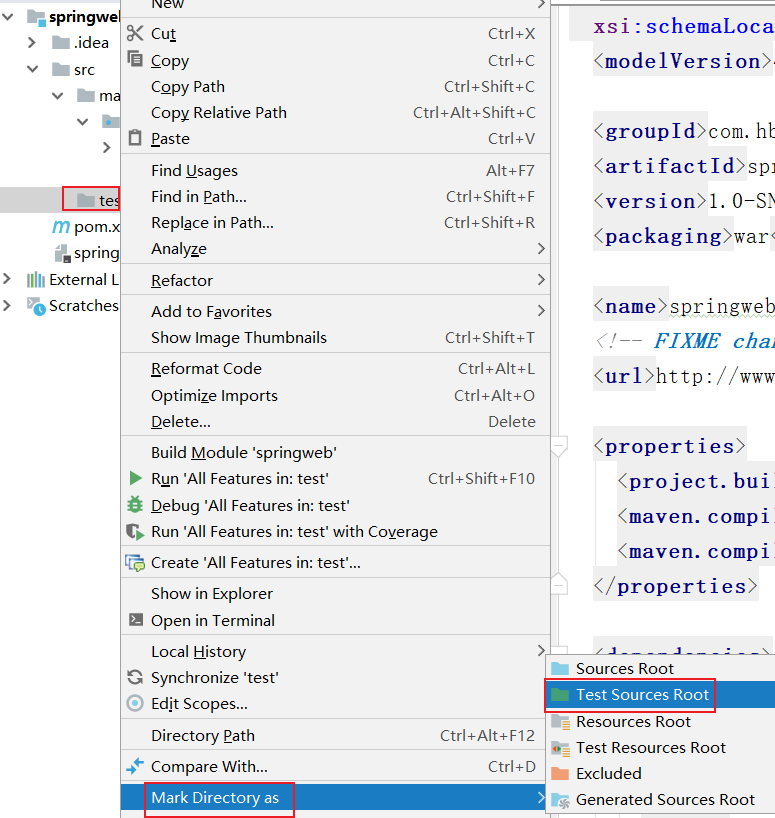 springwe
.idea
src
ma
tes
pom.x
spring
External L
Scratches
New
Cut Ctrl+X
Copy Ctrl+C
Copy Path Ctrl+Shift+C
Copy Relative Path Ctrl+Alt+Shift+C
Paste Ctrl+V
Find Usages Alt+F7
Find in Path... Ctrl+Shift+F
Replace in Path... Ctrl+Shift+R
Analyze
Refactor
Add to Favorites
Show Image Thumbnails Ctrl+Shift+T
Reformat Code Ctrl+Alt+L
Optimize Imports Ctrl+Alt+O
Delete... Delete
Build Module 'springweb'
Run 'All Features in: test' Ctrl+Shift+F10
Debug 'All Features in: test'
Run 'All Features in: test' with Coverage
Create 'All Features in: test'...
Show in Explorer
Open in Terminal
Local History
Synchronize 'test'
Edit Scopes...
Directory Path Ctrl+Alt+F12
Compare With... Ctrl+D
Mark Directory as
Sources Root
Test Sources Root
Resources Root
Test Resources Root
Excluded
Generated Sources Root
xsi:schemaLoca
<modelVersion>
<groupId>com.hb
<artifactId>spr
<version>1.0-SN
<packaging>war<
<name>springweb
<!-- FIXME chan
<url>http://www
<properties>
<project.buil
<maven.compil
<maven.compil
</properties>
<dependencies>